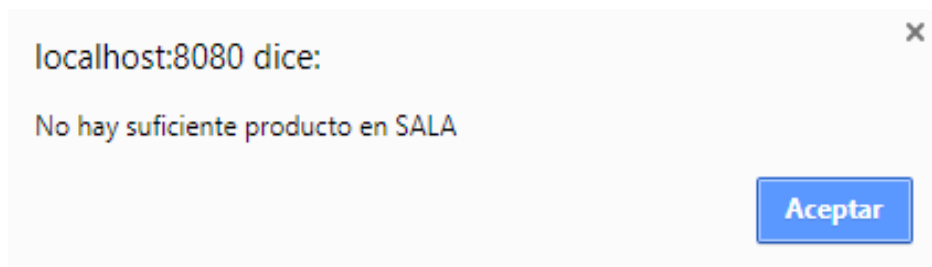 localhost:8080 dice:
No hay suficiente producto en SALA
Aceptar